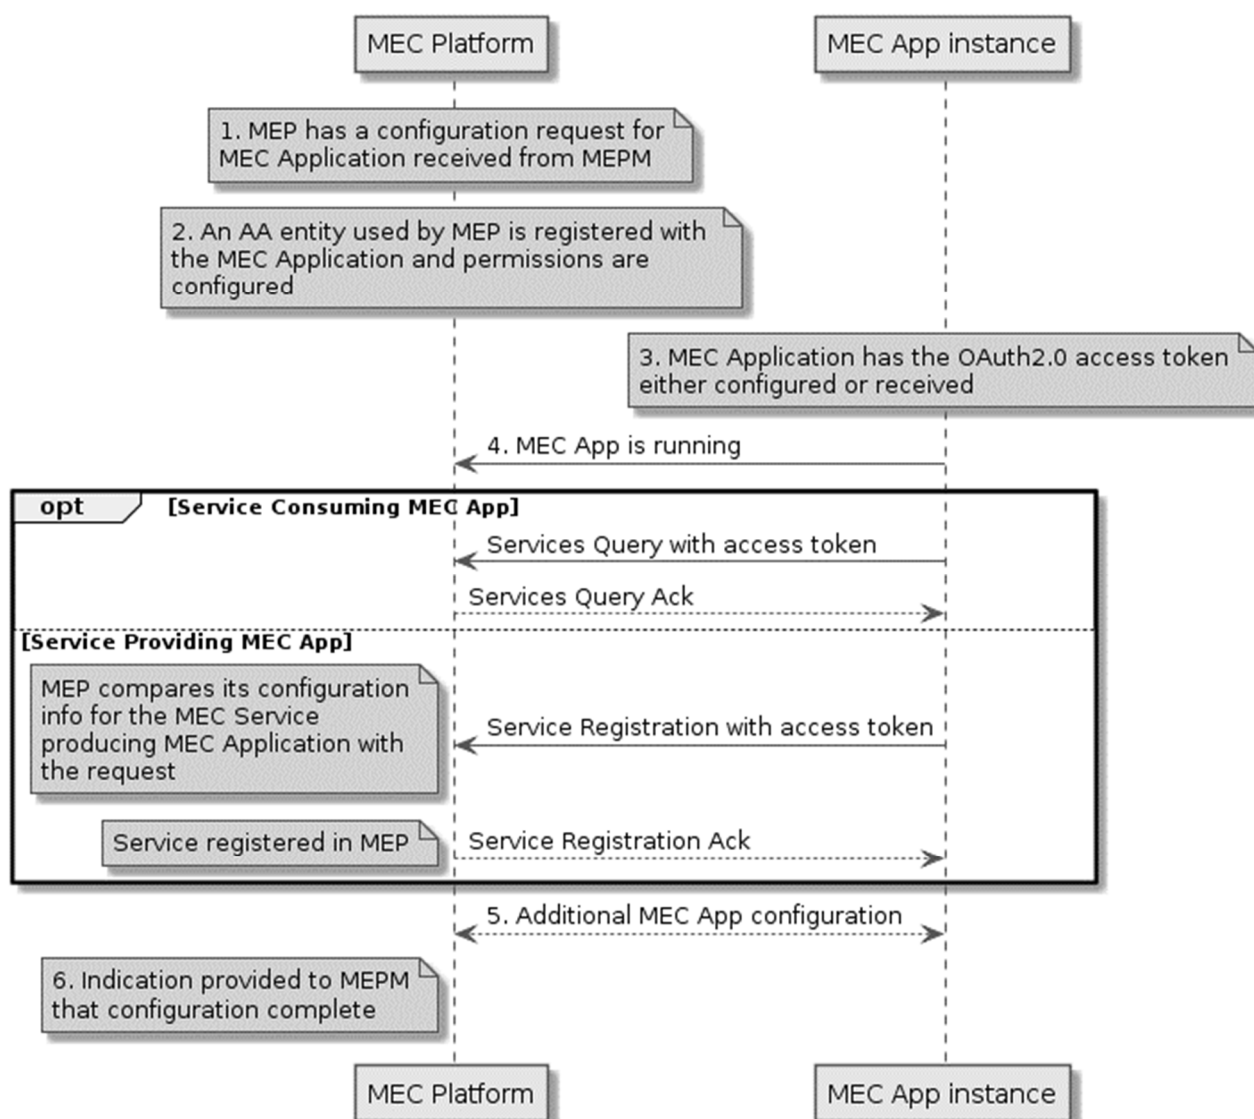 MEC Platform
MEC App instance
1. MEP has a configuration request for
MEC Application received from MEPM
2. An AA entity used by MEP is registered with
the MEC Application and permissions are
configured
3. MEC Application has the OAuth2.0 access token
either configured or received
4. MEC App is running
opt
[Service Consuming MEC App]
Services Query with access token
Services Query Ack
[Service Providing MEC App]
MEP compares its configuration
info for the MEC Service
producing MEC Application with
the request
Service Registration with access token
Service registered in MEP
Service Registration Ack
5. Additional MEC App configuration
6. Indication provided to MEPM
that configuration complete
MEC Platform
MEC App instance